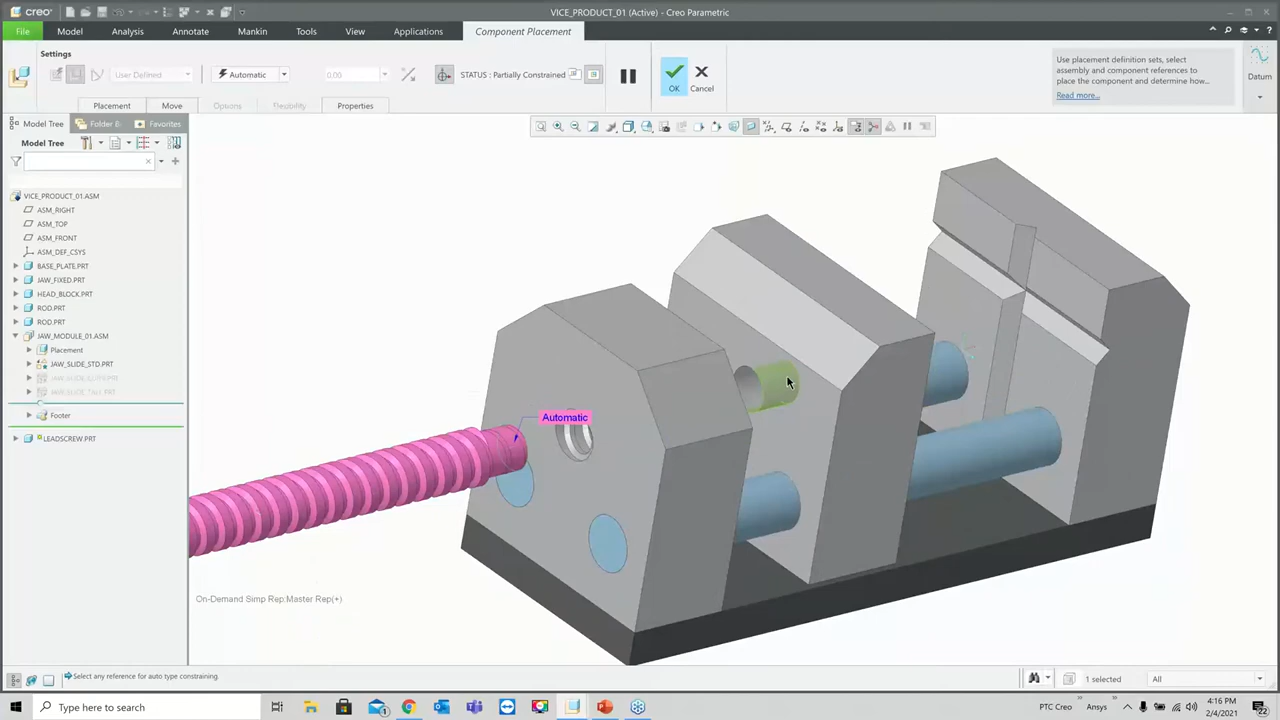 creo
VICE_PRODUCT_01 (Active) - Creo Parametric
File
Model
Analysis
Annotate
Mankin
Tools
View
Applications
Component Placement
Settings
User Defined
Automatic
0.00
STATUS : Partially Constrained
OK
Cancel
Use placement definition sets, select
assembly and component references to
place the component and determine how...
Read more...
Datum
Placement
Move
Options
Flexibility
Properties
Model Tree
Folder B
Favorites
Model Tree
VICE_PRODUCT_01.ASM
ASM_RIGHT
ASM_TOP
ASM_FRONT
ASM_DEF_CSYS
BASE_PLATE.PRT
JAW_FIXED.PRT
HEAD_BLOCK.PRT
ROD.PRT
ROD.PRT
JAW_MODULE_01.ASM
Placement
JAW_SLIDE_STD.PRT
Footer
LEADSCREW.PRT
Automatic
On-Demand Simp Rep:Master Rep(+)
Select any reference for auto type constraining.
1 selected
All
Type here to search
PTC Creo
Ansys
4:16 PM
2/4/2021
22